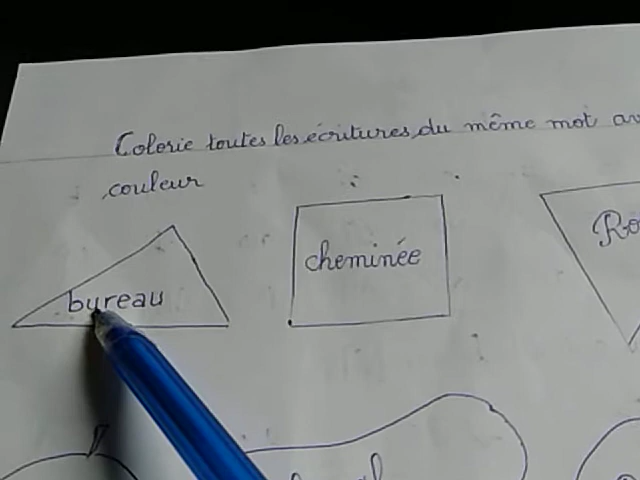 Colorie toutes les écritures du même mot
couleur
bureau
cheminée